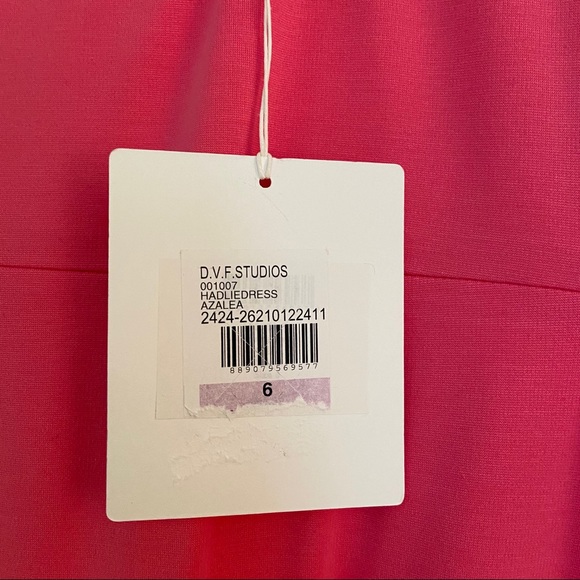 D.V.F.STUDIOS
001007
HADLIEDRESS
AZALEA
2424-26210122411
889079569577
6